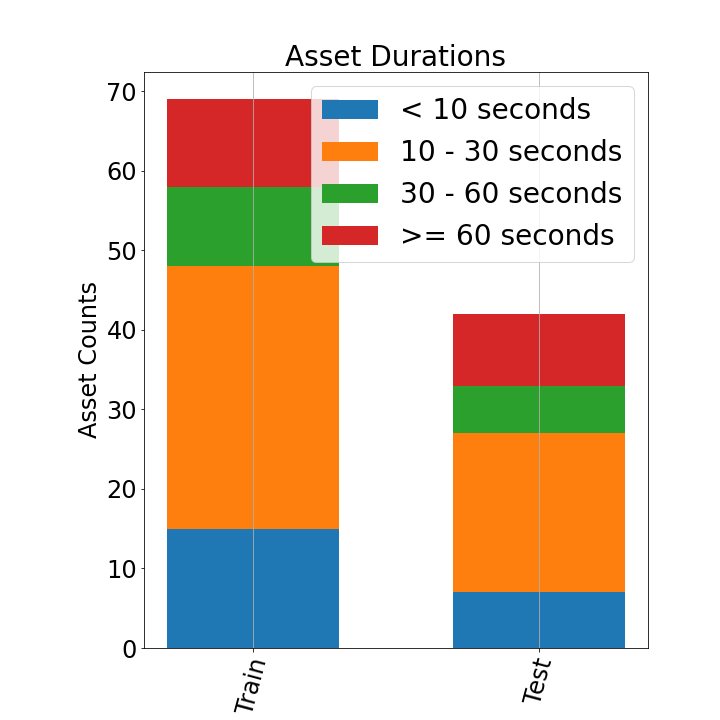 Asset Durations
70
60
50
40
30
20
10
0
Asset Counts
< 10 seconds
10 - 30 seconds
30 - 60 seconds
>= 60 seconds
Train
Test